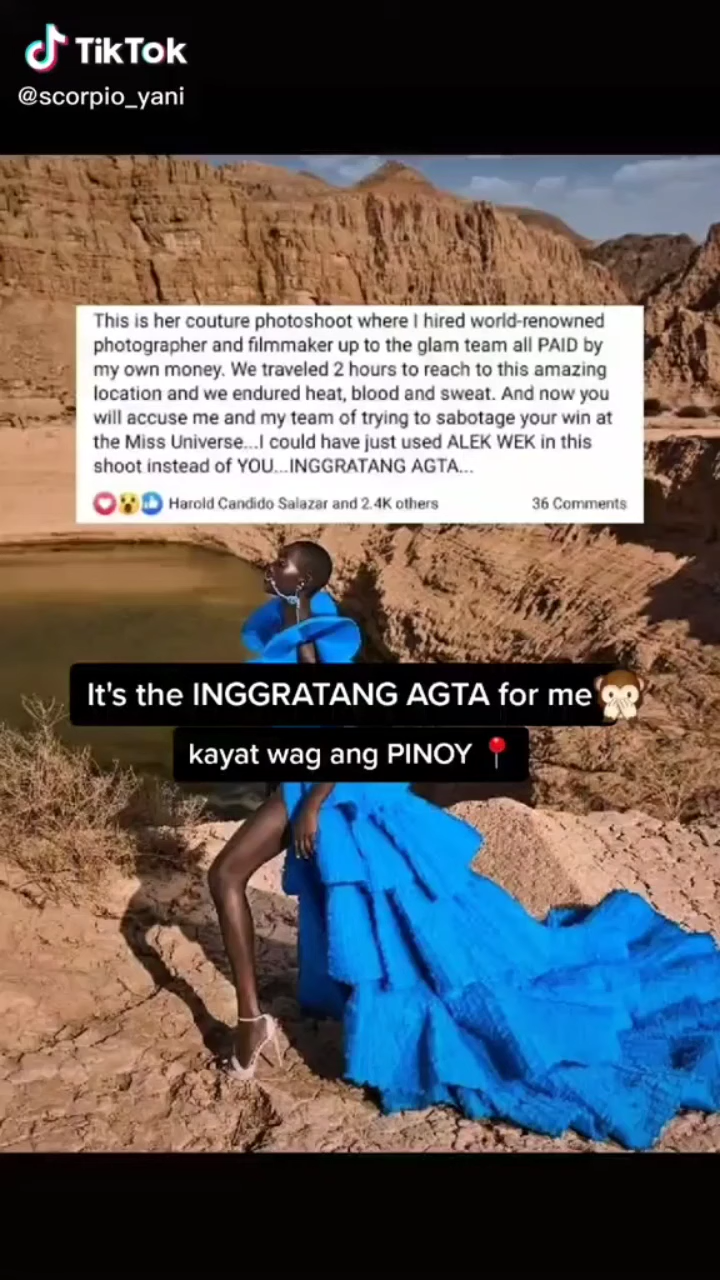 TikTok
@scorpio_yani
This is her couture photoshoot where I hired world-renowned
photographer and filmmaker up to the glam team all PAID by
my own money. We traveled 2 hours to reach to this amazing
location and we endured heat, blood and sweat. And now you
will accuse me and my team of trying to sabotage your win at
the Miss Universe...I could have just used ALEK WEK in this
shoot instead of YOU...INGGRATANG AGTA...
Harold Candido Salazar and 2.4K others
36 Comments
It's the INGGRATANG AGTA for me🙊
kayat wag ang PINOY 📍